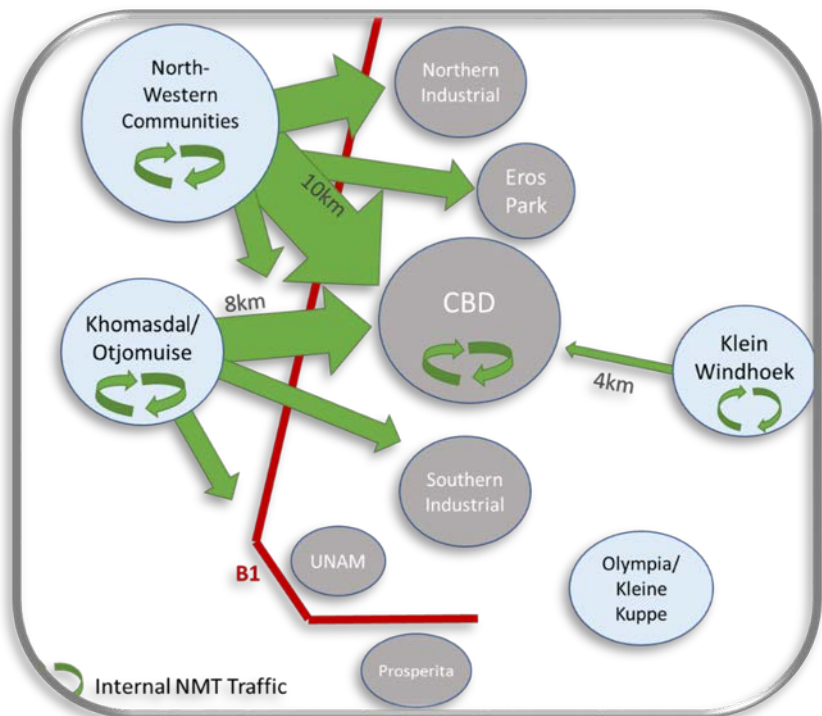 North-
Western
Communities
Northern
Industrial
10km
Eros
Park
8km
CBD
Khomasdal/
Otjomuise
Klein
Windhoek
4km
Southern
Industrial
UNAM
B1
Olympia/
Kleine
Kuppe
Prosperita
Internal NMT Traffic